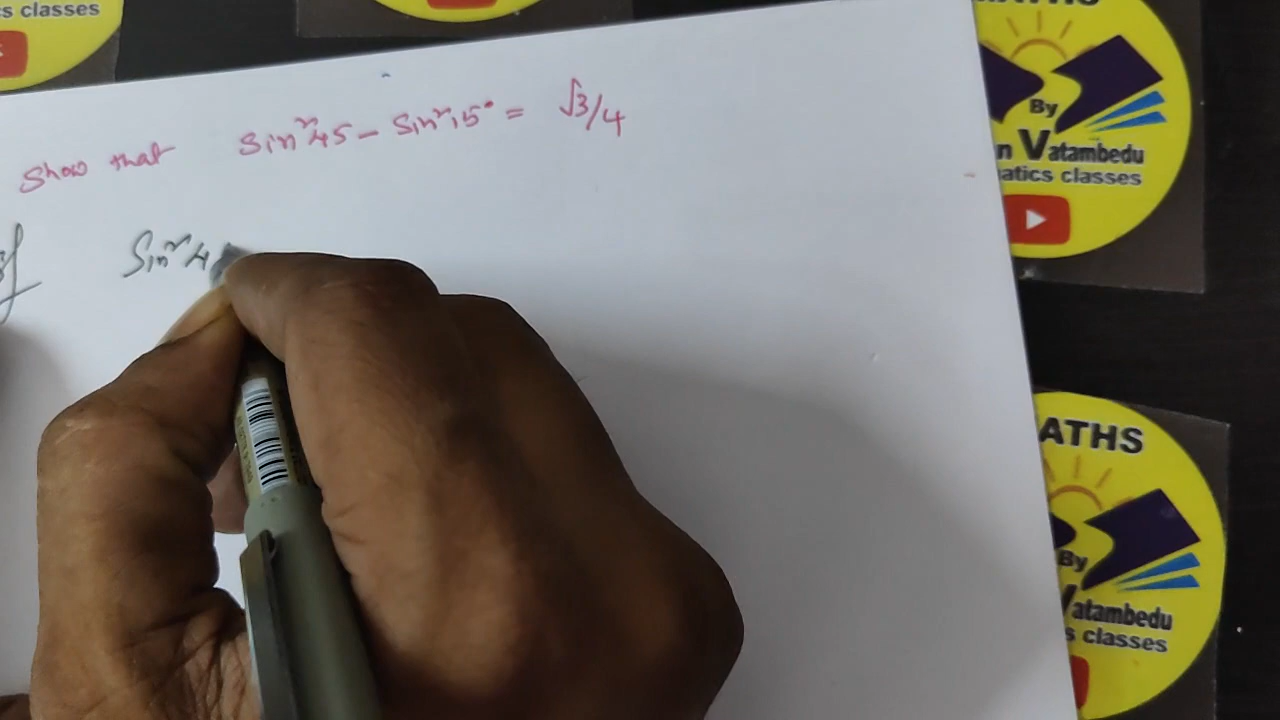 s classes
MATHS
By
n Vatambedu
atics classes
Show that sin²45 - sin²15° = √3/4
Sin²4
ATHS
By
Vatambedu
s classes